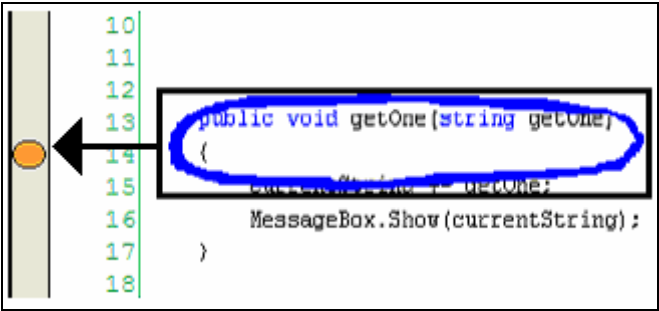 10
11
12
13 public void getOne(string getOne)
14 {
15 currentString += getOne;
16 MessageBox.Show(currentString);
17 }
18